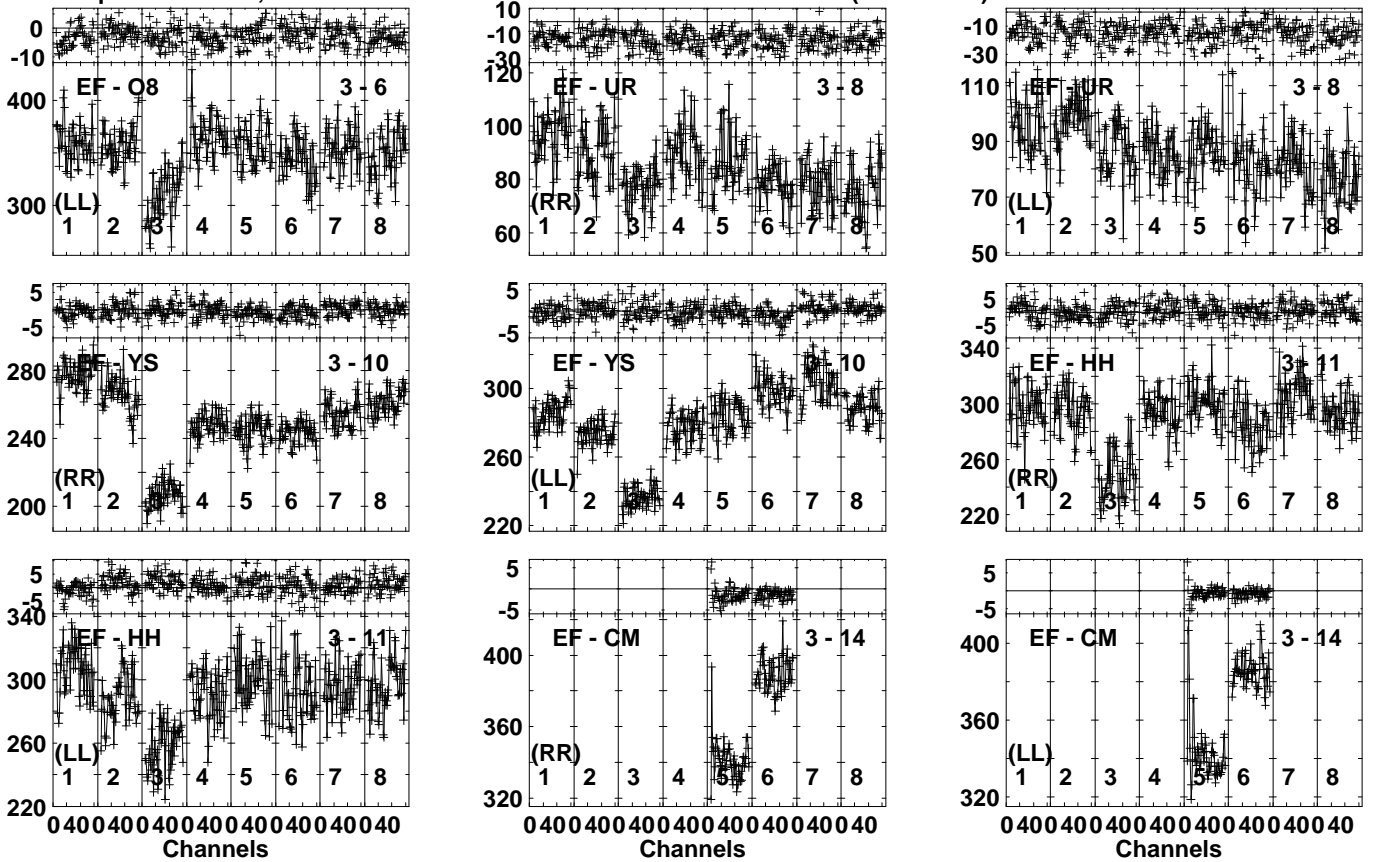 10
0 -10 -10
-10 -30 -30
EF - O8 3 - 6 120 EF - UR 3 - 8 110 EF - UR 3 - 8
400 100 90
80 70
300 (LL) (RR) (LL)
1 2 3 4 5 6 7 8 60 1 2 3 4 5 6 7 8 50 1 2 3 4 5 6 7 8
5 5 5
-5 -5 -5
EF - YS 3 - 10 EF - YS 3 - 10 340 EF - HH 3 - 11
280 300 300
240 260 260
200 (RR) 220 (LL) 220 (RR)
1 2 3 4 5 6 7 8 1 2 3 4 5 6 7 8 1 2 3 4 5 6 7 8
5 5 5
-5 -5 -5
340 EF - HH 3 - 11 EF - CM 3 - 14 EF - CM 3 - 14
300 400 400
260 360 360
220 (LL) 320 (RR) 320 (LL)
1 2 3 4 5 6 7 8 1 2 3 4 5 6 7 8 1 2 3 4 5 6 7 8
0 40 0 40 0 40 0 40 0 40 0 40 0 40 0 40 0 40 0 40 0 40 0 40 0 40 0 40 0 40 0 40 0 40 0 40 0 40 0 40 0 40 0 40 0 40 0 40
Channels Channels Channels